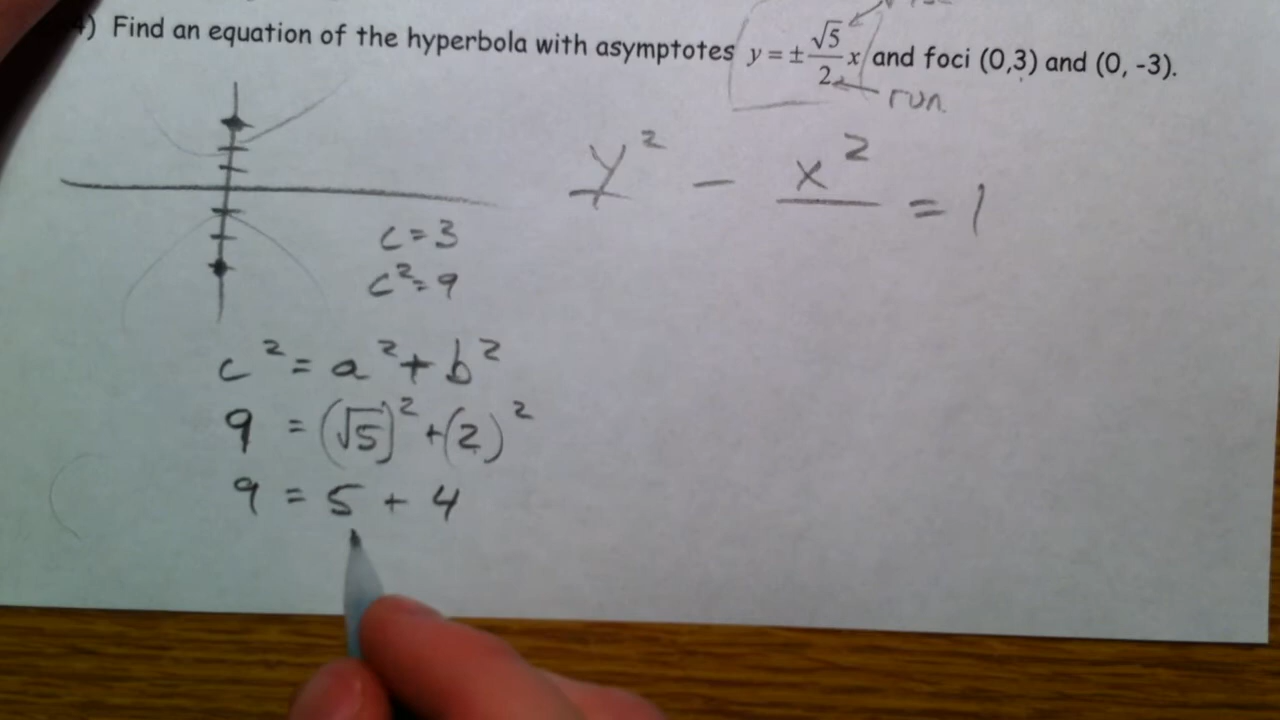 ) Find an equation of the hyperbola with asymptotes y = ± √5/2 x and foci (0,3) and (0, -3).
run
y² - x² = 1
c = 3
c² = 9
c² = a² + b²
9 = (√5)² + (2)²
9 = 5 + 4